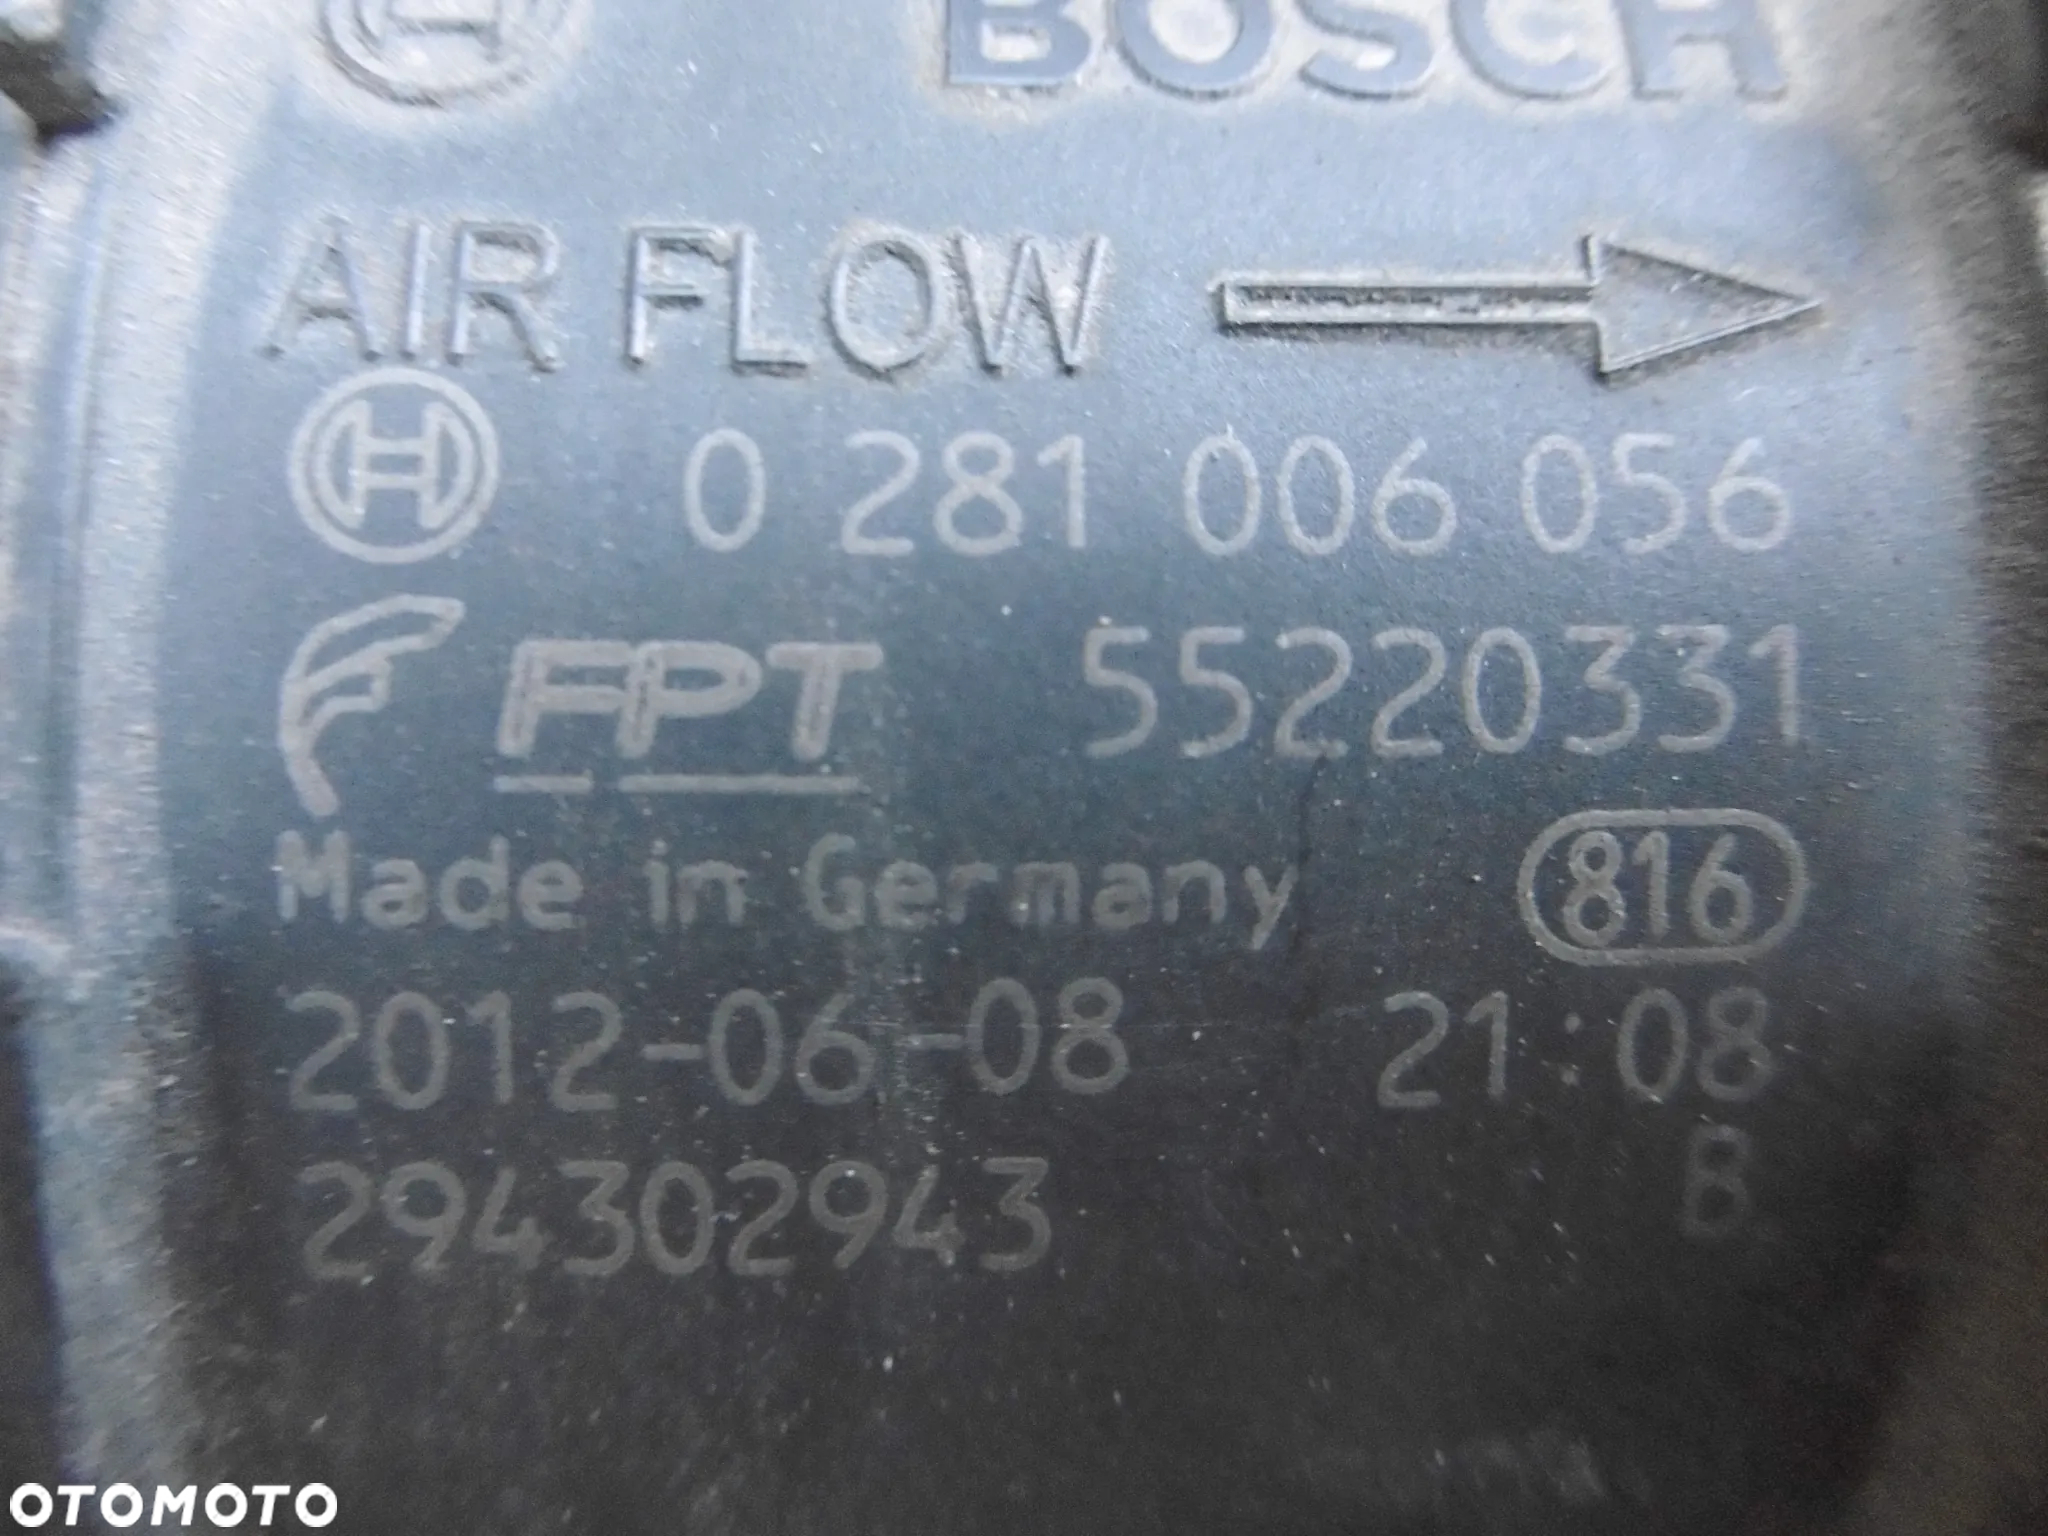 BOSCH
AIR FLOW
0 281 006 056
FPT 55220331
Made in Germany 816
2012-06-08 21:08
294302943 B
OTOMOTO